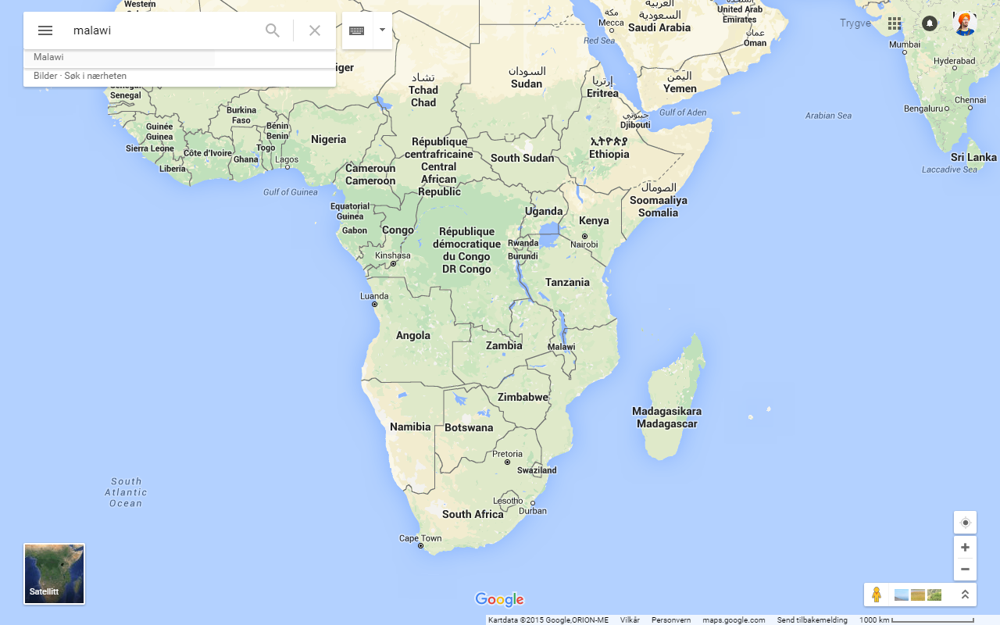 malawi
Malawi
Bilder · Søk i nærheten
Western
العربية
السعودية
Saudi Arabia
مكة
Mecca
Red Sea
United Arab
Emirates
عمان
Oman
Trygve
Mumbai
Hyderabad
Chennai
Bengaluru
Sri Lanka
Laccadive Sea
Arabian Sea
Senegal
iger
تشاد
Tchad
Chad
السودان
Sudan
إرتريا
Eritrea
اليمن
Yemen
Gulf of Aden
جيبوتي
Djibouti
Burkina
Faso
Guinée
Guinea
Bénin
Benin
Nigeria
Sierra Leone
Côte d'Ivoire
Togo
Ghana
Lagos
Liberia
Gulf of Guinea
Cameroun
Cameroon
République
centrafricaine
Central
African
Republic
South Sudan
ኢትዮጵያ
Ethiopia
الصومال
Soomaaliya
Somalia
Equatorial
Guinea
Gabon
Congo
République
démocratique
du Congo
DR Congo
Uganda
Kenya
Rwanda
Nairobi
Burundi
Kinshasa
Tanzania
Luanda
Angola
Zambia
Malawi
Zimbabwe
Namibia
Botswana
Madagasikara
Madagascar
Pretoria
Swaziland
Lesotho
Durban
South Africa
Cape Town
South
Atlantic
Ocean
Satellitt
Google
Kartdata ©2015 Google,ORION-ME Vilkår Personvern maps.google.com Send tilbakemelding 1000 km